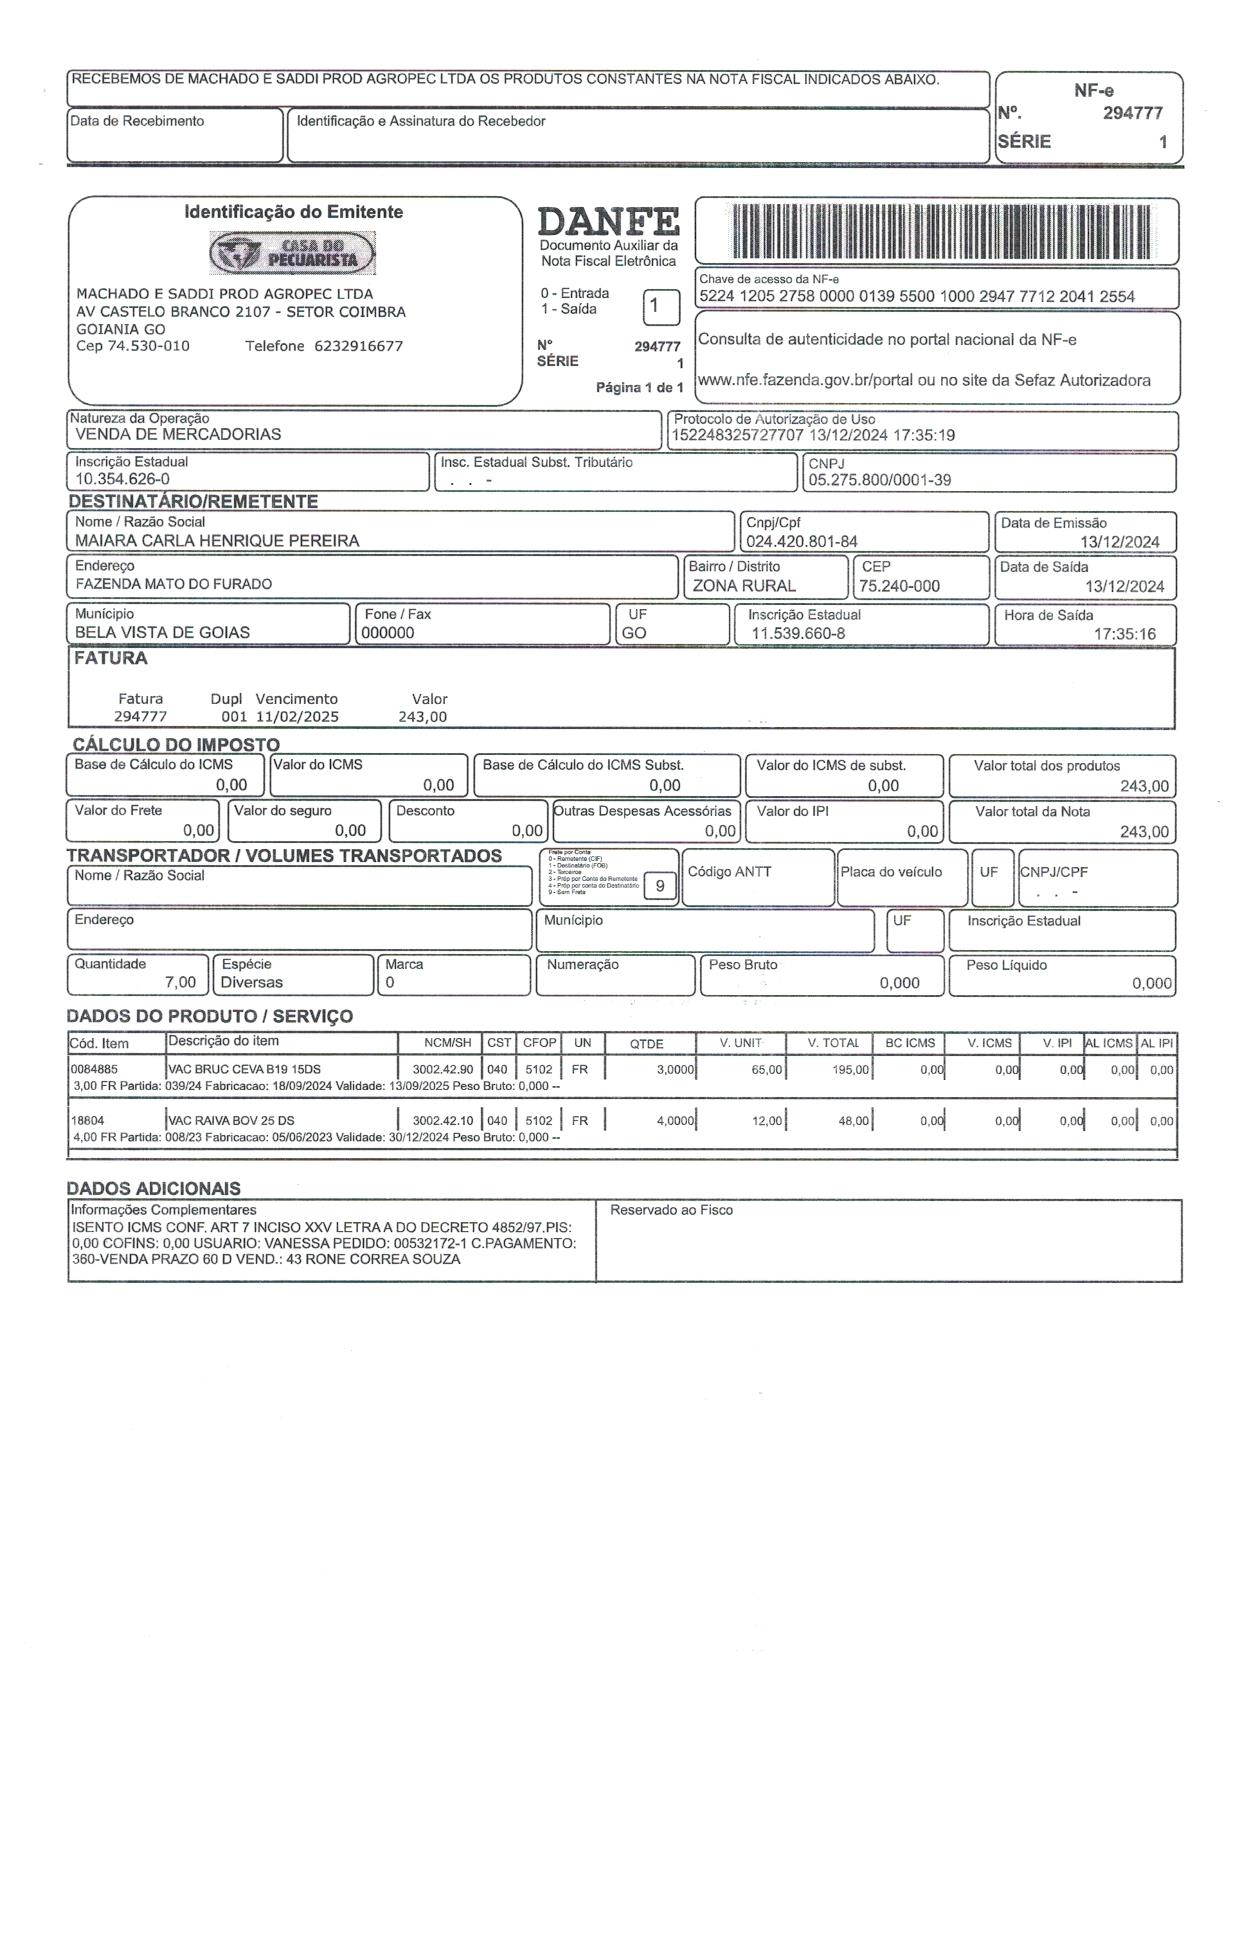 RECEBEMOS DE MACHADO E SADDI PROD AGROPEC LTDA OS PRODUTOS CONSTANTES NA NOTA FISCAL INDICADOS ABAIXO.
NF-e
Nº. 294777
SÉRIE 1
Data de Recebimento
Identificação e Assinatura do Recebedor
Identificação do Emitente
CASA DO
PECUARISTA
MACHADO E SADDI PROD AGROPEC LTDA
AV CASTELO BRANCO 2107 - SETOR COIMBRA
GOIANIA GO
Cep 74.530-010 Telefone 6232916677
DANFE
Documento Auxiliar da
Nota Fiscal Eletrônica
0 - Entrada
1 - Saída
1
Nº 294777
SÉRIE 1
Página 1 de 1
Chave de acesso da NF-e
5224 1205 2758 0000 0139 5500 1000 2947 7712 2041 2554
Consulta de autenticidade no portal nacional da NF-e
www.nfe.fazenda.gov.br/portal ou no site da Sefaz Autorizadora
Natureza da Operação
VENDA DE MERCADORIAS
Protocolo de Autorização de Uso
152248325727707 13/12/2024 17:35:19
Inscrição Estadual
10.354.626-0
Insc. Estadual Subst. Tributário
. . -
CNPJ
05.275.800/0001-39
DESTINATÁRIO/REMETENTE
Nome / Razão Social
MAIARA CARLA HENRIQUE PEREIRA
Cnpj/Cpf
024.420.801-84
Data de Emissão
13/12/2024
Endereço
FAZENDA MATO DO FURADO
Bairro / Distrito
ZONA RURAL
CEP
75.240-000
Data de Saída
13/12/2024
Munícipio
BELA VISTA DE GOIAS
Fone / Fax
000000
UF
GO
Inscrição Estadual
11.539.660-8
Hora de Saída
17:35:16
FATURA
Fatura Dupl Vencimento Valor
294777 001 11/02/2025 243,00
CÁLCULO DO IMPOSTO
Base de Cálculo do ICMS
0,00
Valor do ICMS
0,00
Base de Cálculo do ICMS Subst.
0,00
Valor do ICMS de subst.
0,00
Valor total dos produtos
243,00
Valor do Frete
0,00
Valor do seguro
0,00
Desconto
0,00
Outras Despesas Acessórias
0,00
Valor do IPI
0,00
Valor total da Nota
243,00
TRANSPORTADOR / VOLUMES TRANSPORTADOS
Nome / Razão Social
Frete por Conta
0 - Remetente (CIF)
1 - Destinatário (FOB)
2 - Terceiros
3 - Próp por Conta do Remetente
4 - Próp por conta do Destinatário
9 - Sem Frete
9
Código ANTT
Placa do veículo
UF
CNPJ/CPF
. . -
Endereço
Munícipio
UF
Inscrição Estadual
Quantidade
7,00
Espécie
Diversas
Marca
0
Numeração
Peso Bruto
0,000
Peso Líquido
0,000
DADOS DO PRODUTO / SERVIÇO
Cód. Item Descrição do item NCM/SH CST CFOP UN QTDE V. UNIT V. TOTAL BC ICMS V. ICMS V. IPI AL ICMS AL IPI
0084885 VAC BRUC CEVA B19 15DS 3002.42.90 040 5102 FR 3,0000 65,00 195,00 0,00 0,00 0,00 0,00 0,00
3,00 FR Partida: 039/24 Fabricacao: 18/09/2024 Validade: 13/09/2025 Peso Bruto: 0,000 --
18804 VAC RAIVA BOV 25 DS 3002.42.10 040 5102 FR 4,0000 12,00 48,00 0,00 0,00 0,00 0,00 0,00
4,00 FR Partida: 008/23 Fabricacao: 05/06/2023 Validade: 30/12/2024 Peso Bruto: 0,000 --
DADOS ADICIONAIS
Informações Complementares
ISENTO ICMS CONF. ART 7 INCISO XXV LETRA A DO DECRETO 4852/97.PIS:
0,00 COFINS: 0,00 USUARIO: VANESSA PEDIDO: 00532172-1 C.PAGAMENTO:
360-VENDA PRAZO 60 D VEND.: 43 RONE CORREA SOUZA
Reservado ao Fisco